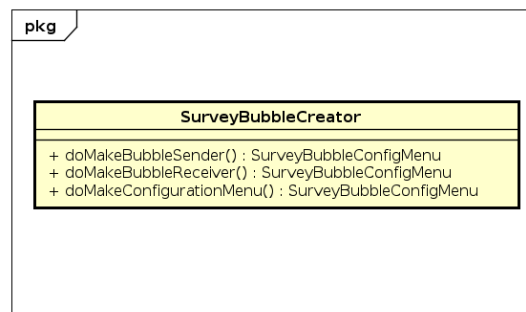 pkg
SurveyBubbleCreator
+ doMakeBubbleSender() : SurveyBubbleConfigMenu
+ doMakeBubbleReceiver() : SurveyBubbleConfigMenu
+ doMakeConfigurationMenu() : SurveyBubbleConfigMenu